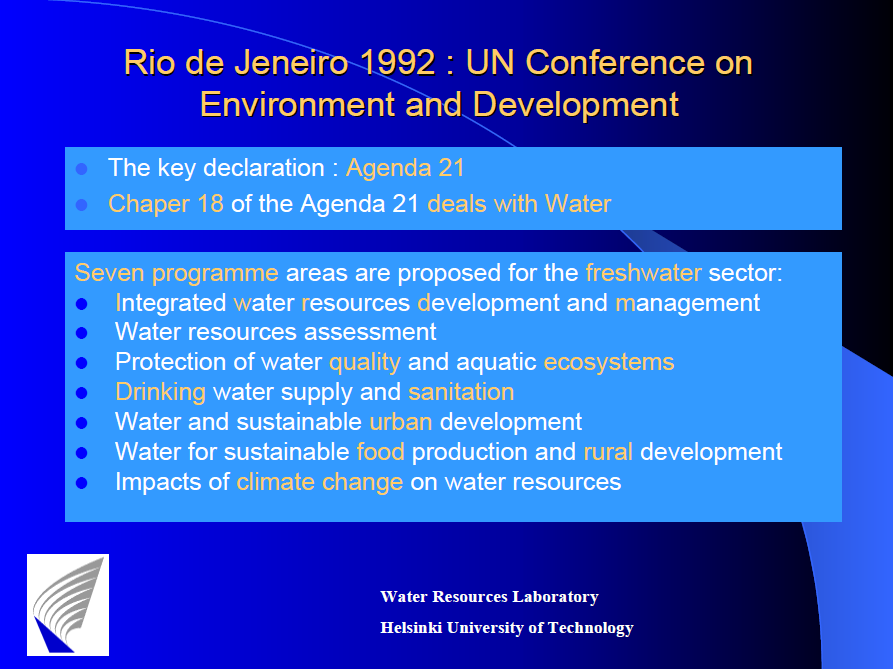 Rio de Jeneiro 1992 : UN Conference on
Environment and Development
The key declaration : Agenda 21
Chaper 18 of the Agenda 21 deals with Water
Seven programme areas are proposed for the freshwater sector:
Integrated water resources development and management
Water resources assessment
Protection of water quality and aquatic ecosystems
Drinking water supply and sanitation
Water and sustainable urban development
Water for sustainable food production and rural development
Impacts of climate change on water resources
Water Resources Laboratory
Helsinki University of Technology